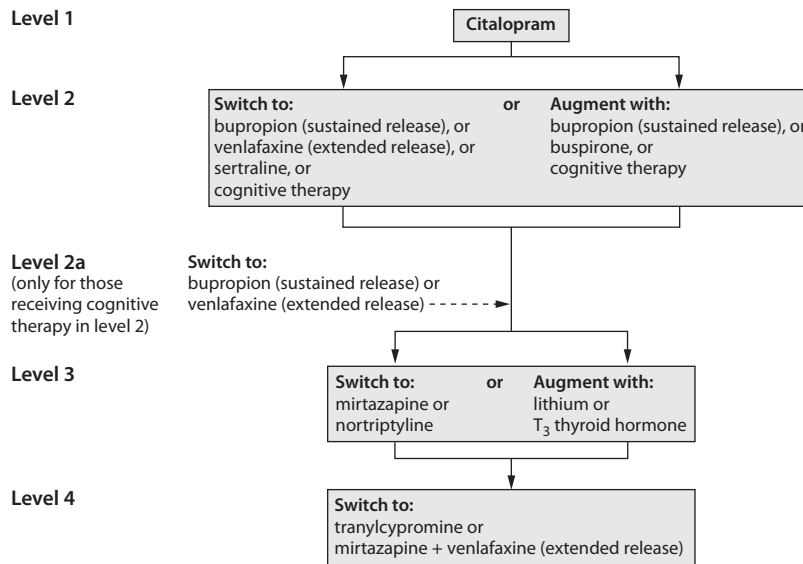 Level 1
Citalopram
Level 2
Switch to: or Augment with:
bupropion (sustained release), or bupropion (sustained release), or
venlafaxine (extended release), or buspirone, or
sertraline, or cognitive therapy
cognitive therapy
Level 2a Switch to:
(only for those bupropion (sustained release) or
receiving cognitive venlafaxine (extended release)
therapy in level 2)
Level 3
Switch to: or Augment with:
mirtazapine or lithium or
nortriptyline T₃ thyroid hormone
Level 4
Switch to:
tranylcypromine or
mirtazapine + venlafaxine (extended release)